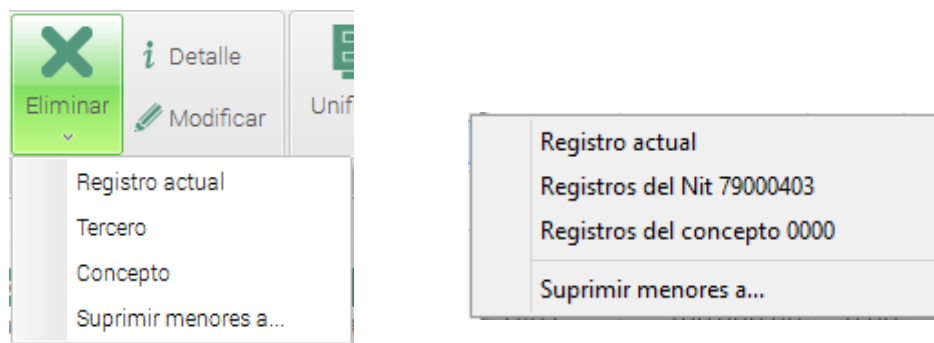 Detalle
Eliminar
Modificar
Unif
Registro actual
Tercero
Concepto
Suprimir menores a...
Registro actual
Registros del Nit 79000403
Registros del concepto 0000
Suprimir menores a...